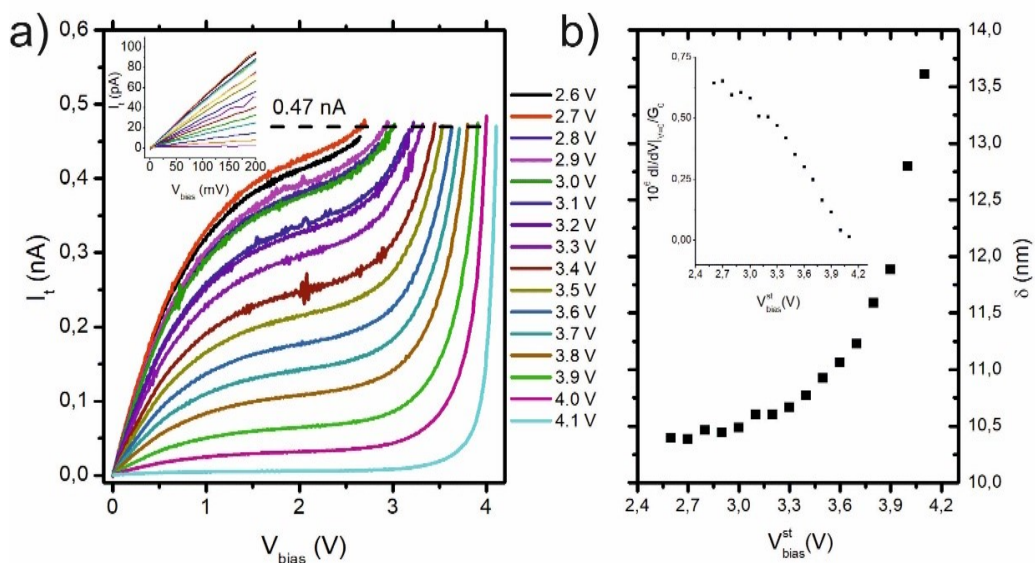 a)
I_t (nA)
0,6
0,5
0,4
0,3
0,2
0,1
0,0
0
1
2
3
4
V_bias (V)
I_t (pA)
100
80
60
40
20
0
0 50 100 150 200
V_bias (mV)
0.47 nA
2.6 V
2.7 V
2.8 V
2.9 V
3.0 V
3.1 V
3.2 V
3.3 V
3.4 V
3.5 V
3.6 V
3.7 V
3.8 V
3.9 V
4.0 V
4.1 V
b)
0,75
0,50
0,25
0,00
2,4 2,7 3,0 3,3 3,6 3,9 4,2
V^st_bias (V)
14,0
13,5
13,0
12,5
12,0
11,5
11,0
10,5
10,0
δ (nm)
2,4 2,7 3,0 3,3 3,6 3,9 4,2
V^st_bias (V)